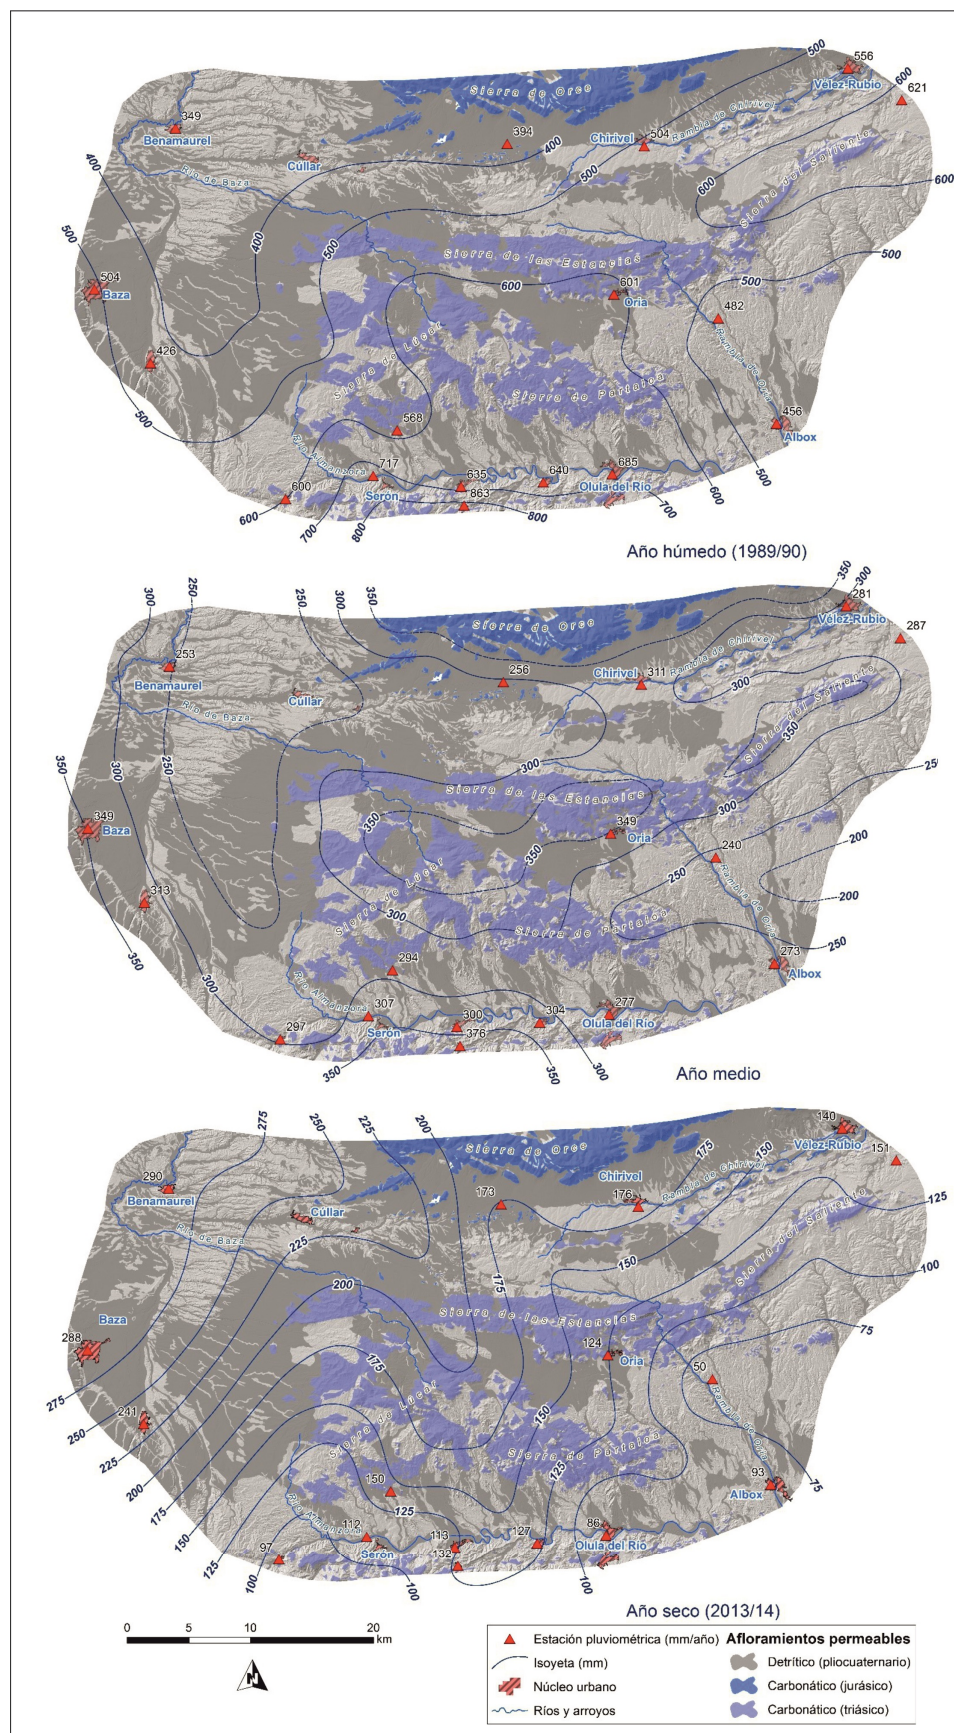 500
556
Vélez-Rubio
600
621
Sierra de Orce
349
Benamaurel
394
400
Chirivel
504
Rambla de Chirivel
Cúllar
Río de Baza
400
500
600
Sierra del Saliente
600
400
500
500
504
Baza
Sierra de las Estancias
500
600
601
Oria
500
482
426
Sierra de Lúcar
Rambla de Oria
500
Sierra de Partaloa
568
456
Albox
Río Almanzora
717
635
640
685
500
600
Serón
863
Olula del Río
600
600
700
800
800
700
Año húmedo (1989/90)
300
250
250
300
350
350
300
281
Vélez-Rubio
287
Sierra de Orce
253
Benamaurel
256
Chirivel
311
Rambla de Chirivel
Cúllar
300
Sierra del Saliente
Río de Baza
350
300
250
350
300
Sierra de las Estancias
300
250
349
Baza
350
349
Oria
350
240
200
250
313
Sierra de Lúcar
300
Rambla de Oria
200
350
Sierra de Partaloa
250
294
273
Albox
300
Río Almanzora
307
300
304
277
297
Serón
376
Olula del Río
350
350
300
Año medio
275
250
225
200
140
Vélez-Rubio
Sierra de Orce
175
150
151
290
Benamaurel
173
Chirivel
176
Rambla de Chirivel
Cúllar
125
Río de Baza
225
Sierra del Saliente
150
100
200
175
Baza
Sierra de las Estancias
288
75
175
124
Oria
50
275
241
250
Sierra de Lúcar
150
Rambla de Oria
225
Sierra de Partaloa
200
125
150
93
75
175
Albox
125
150
Río Almanzora
112
113
127
86
125
97
Serón
132
Olula del Río
100
100
100
Año seco (2013/14)
0 5 10 20
km
N
Estación pluviométrica (mm/año)
Isoyeta (mm)
Núcleo urbano
Ríos y arroyos
Afloramientos permeables
Detrítico (pliocuaternario)
Carbonático (jurásico)
Carbonático (triásico)